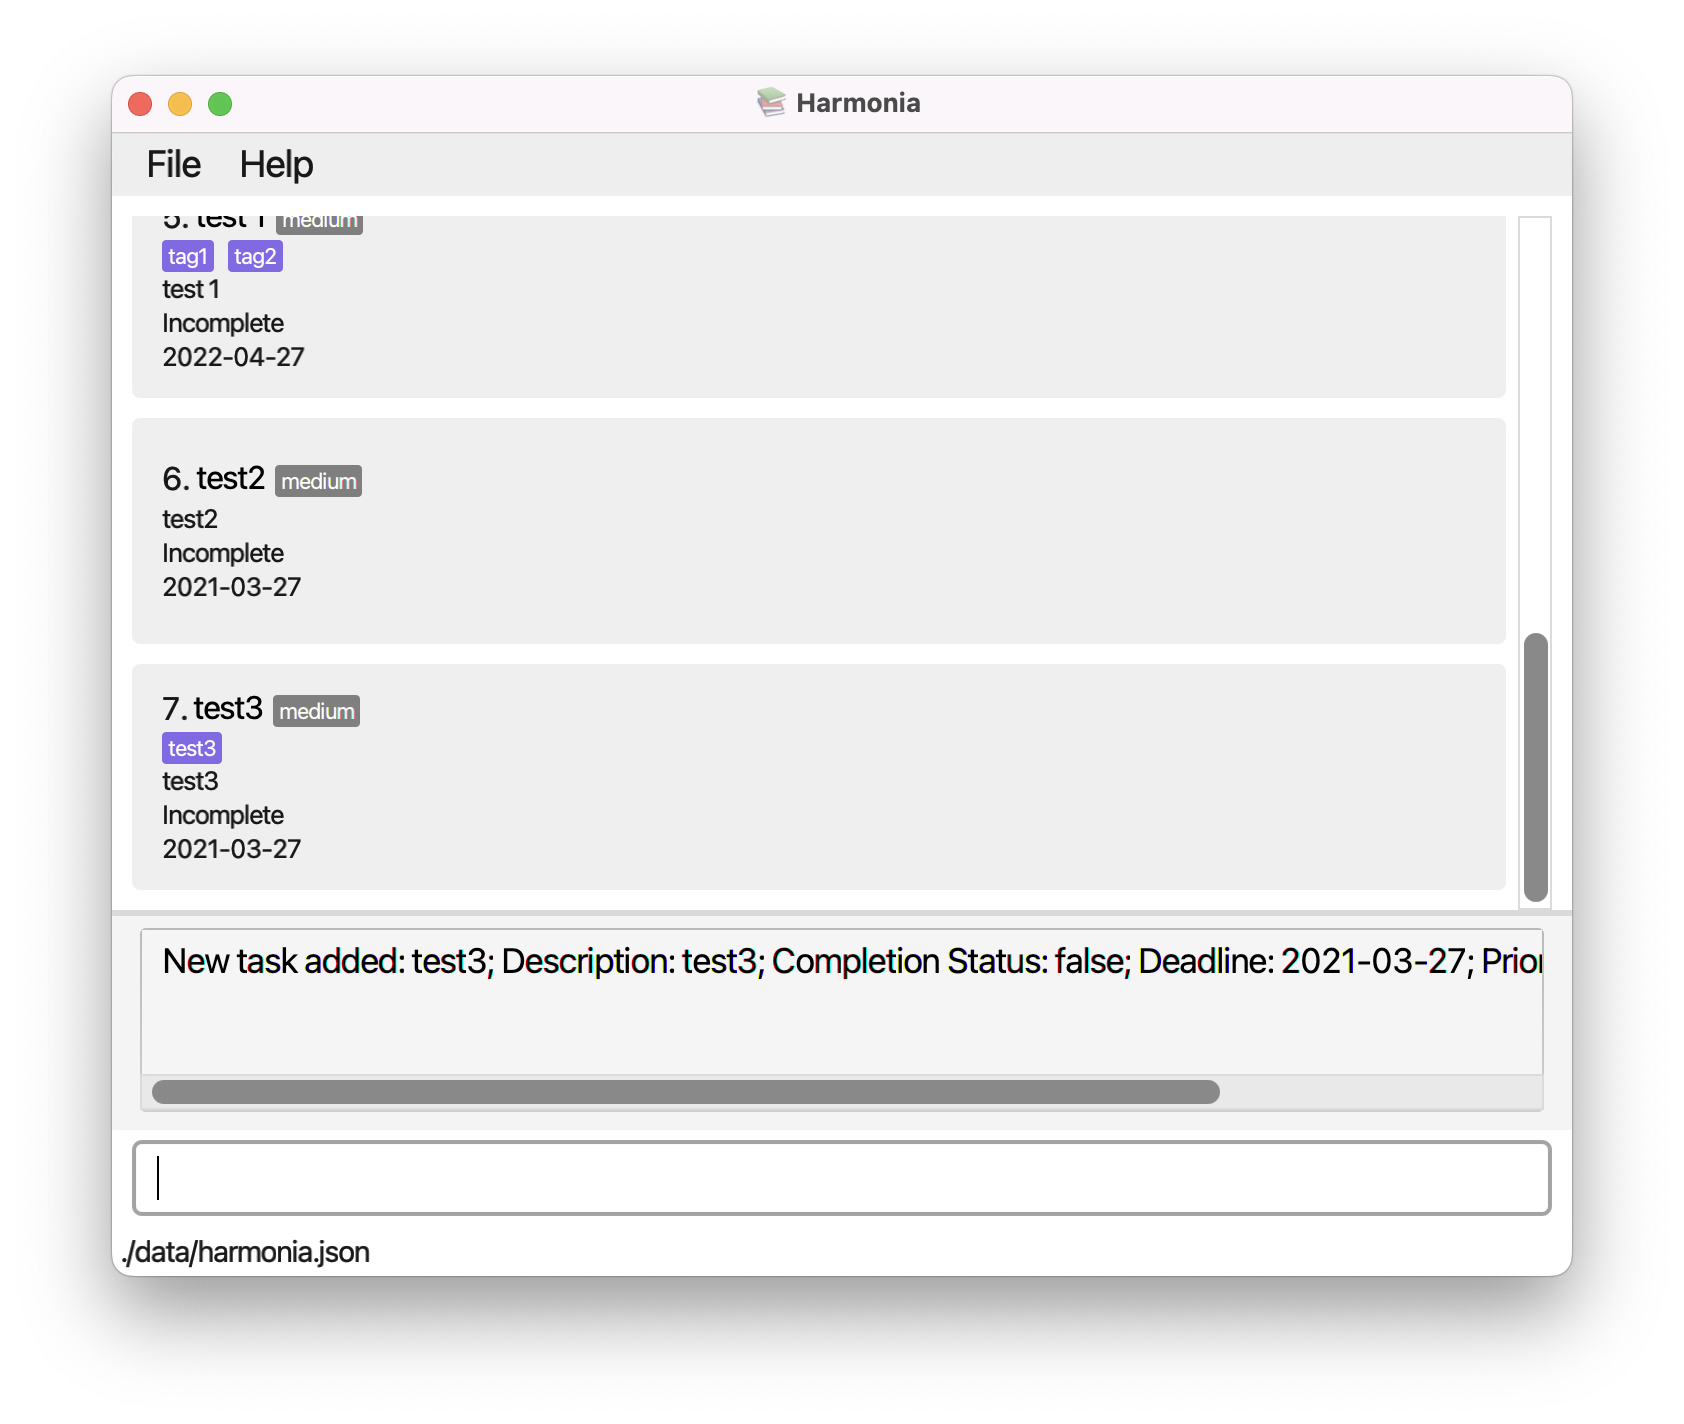 Harmonia
File Help
5. test 1 medium
tag1 tag2
test 1
Incomplete
2022-04-27
6. test2 medium
test2
Incomplete
2021-03-27
7. test3 medium
test3
test3
Incomplete
2021-03-27
New task added: test3; Description: test3; Completion Status: false; Deadline: 2021-03-27; Prior
./data/harmonia.json